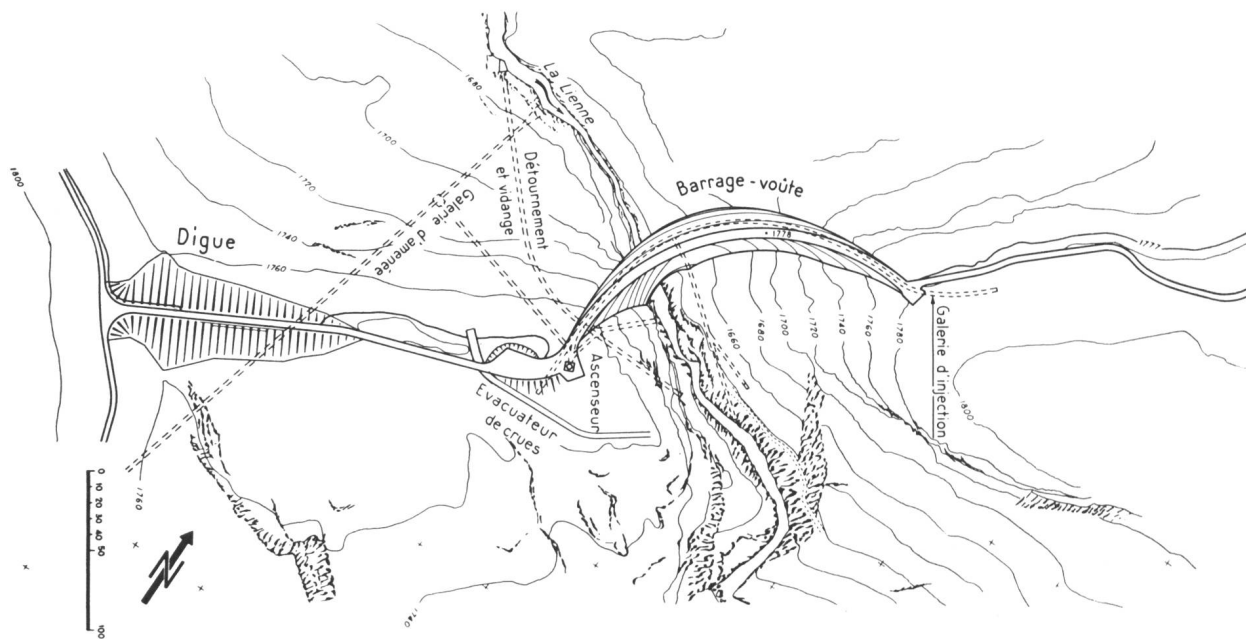 La Lienne
1680
1700
1720
1740
1760
1800
Détournement
et vidange
Galerie d'amenée
Digue
Barrage-voûte
1778
1777
Ascenseur
Evacuateur
de crues
1660
1680
1700
1720
1740
1760
1780
Galerie d'injection
1800
1760
1740
0
10
20
30
40
50
100
N